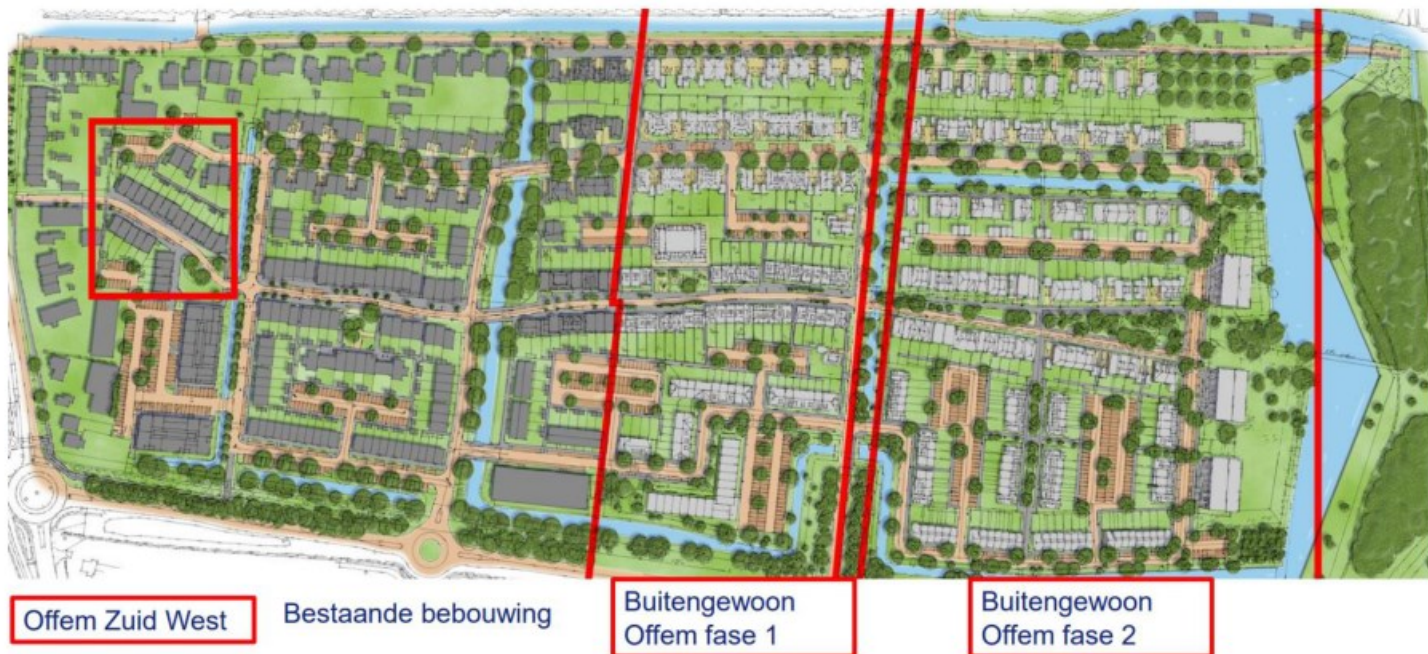 Offem Zuid West
Bestaande bebouwing
Buitengewoon
Offem fase 1
Buitengewoon
Offem fase 2